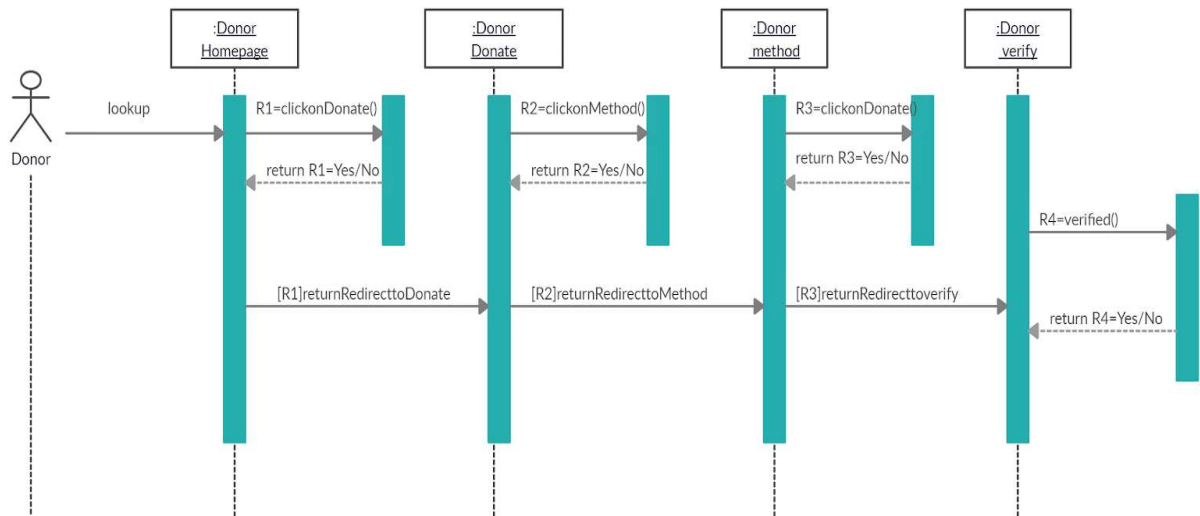 :Donor
Homepage
:Donor
Donate
:Donor
method
:Donor
verify
Donor
lookup
R1=clickonDonate()
R2=clickonMethod()
R3=clickonDonate()
return R1=Yes/No
return R2=Yes/No
return R3=Yes/No
R4=verified()
[R1]returnRedirecttoDonate
[R2]returnRedirecttoMethod
[R3]returnRedirecttoverify
return R4=Yes/No